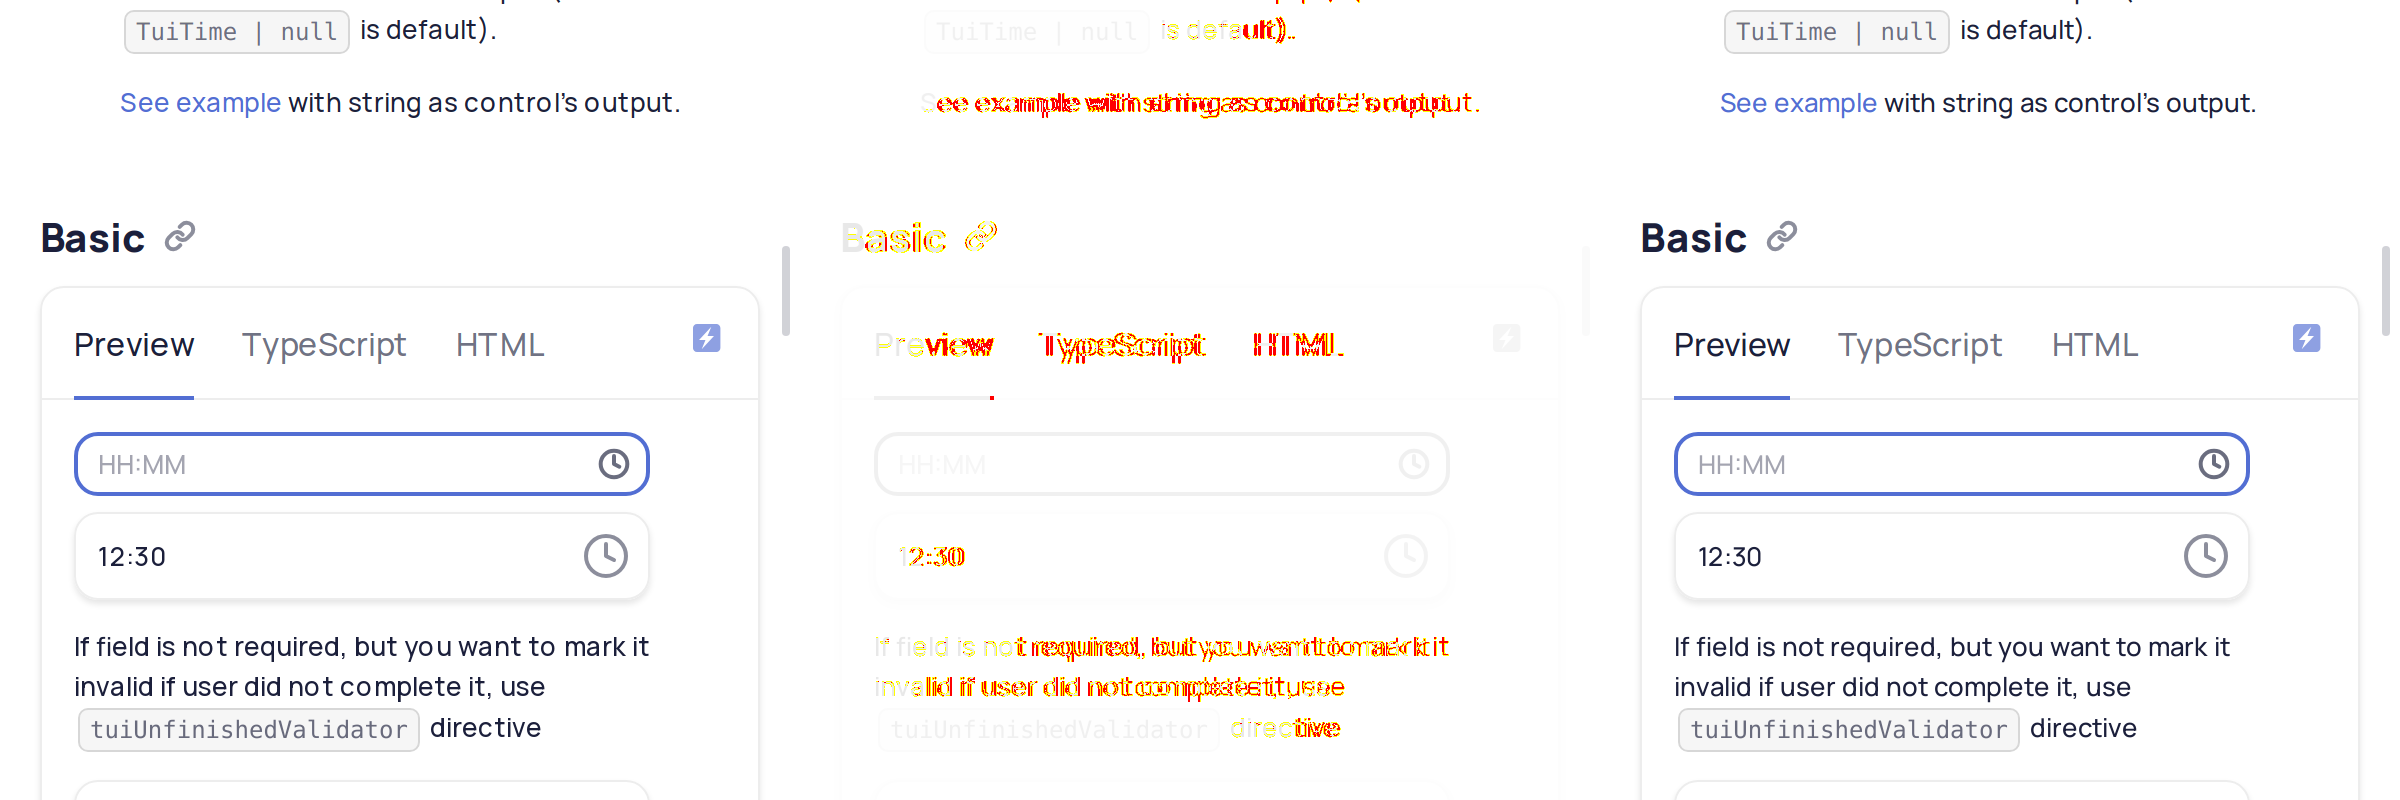 TuiTime | null is default).
See example with string as control's output.
Basic
Preview TypeScript HTML
HH:MM
12:30
If field is not required, but you want to mark it
invalid if user did not complete it, use
tuiUnfinishedValidator directive
TuiTime | null is default).
See example with string as control's output.
Basic
Preview TypeScript HTML
HH:MM
12:30
If field is not required, but you want to mark it
invalid if user did not complete it, use
tuiUnfinishedValidator directive
TuiTime | null is default).
See example with string as control's output.
Basic
Preview TypeScript HTML
HH:MM
12:30
If field is not required, but you want to mark it
invalid if user did not complete it, use
tuiUnfinishedValidator directive